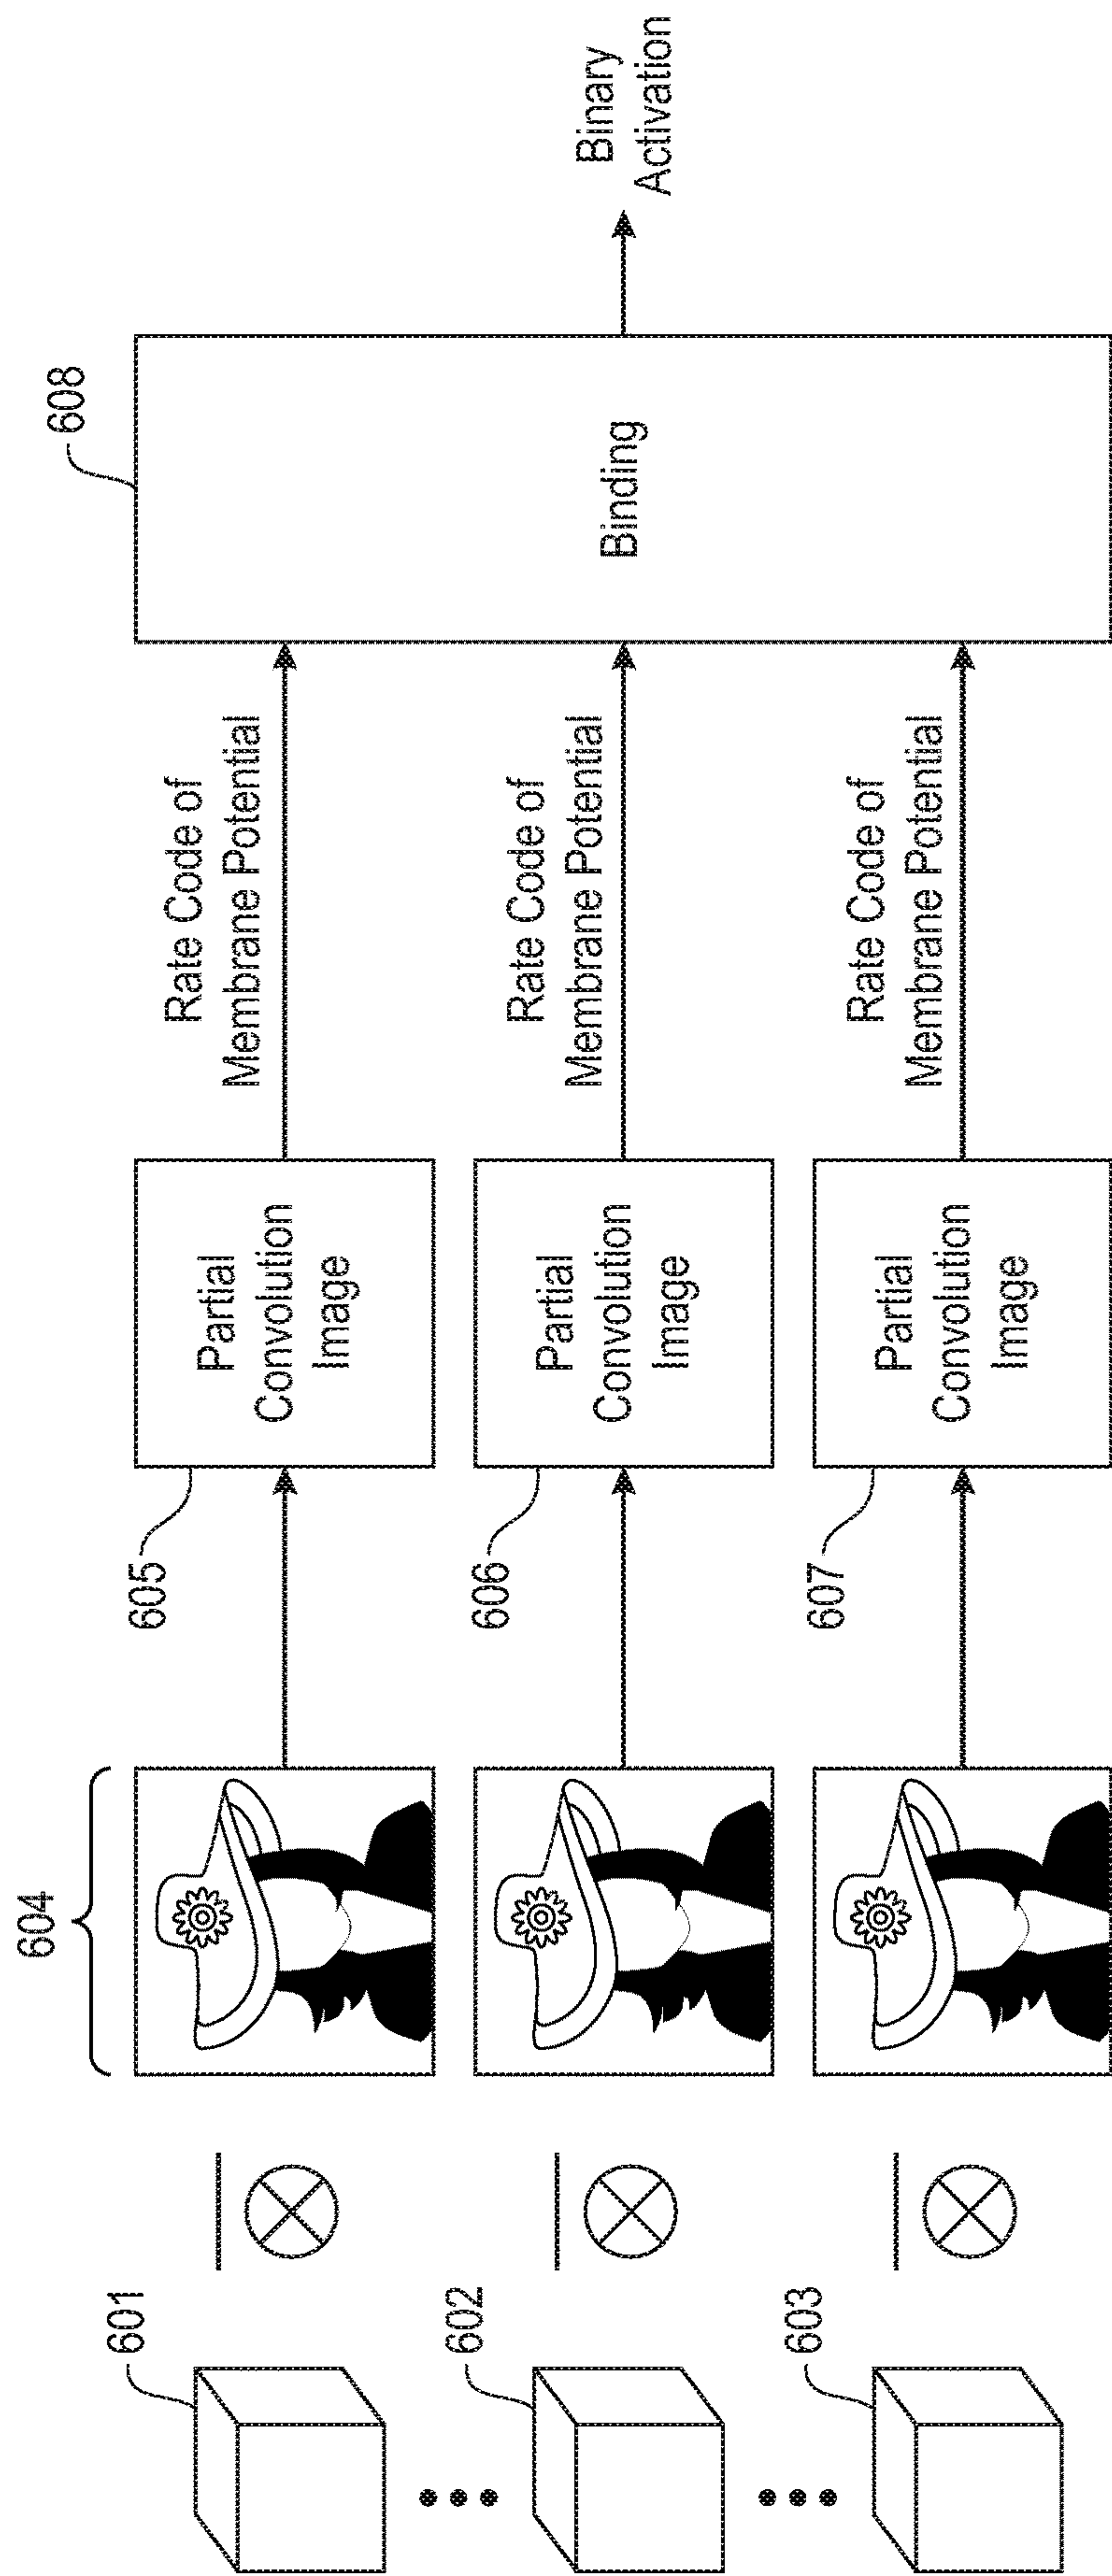 601
602
603
604
605
606
607
Partial
Convolution
Image
Partial
Convolution
Image
Partial
Convolution
Image
Rate Code of
Membrane Potential
Rate Code of
Membrane Potential
Rate Code of
Membrane Potential
608
Binding
Binary
Activation